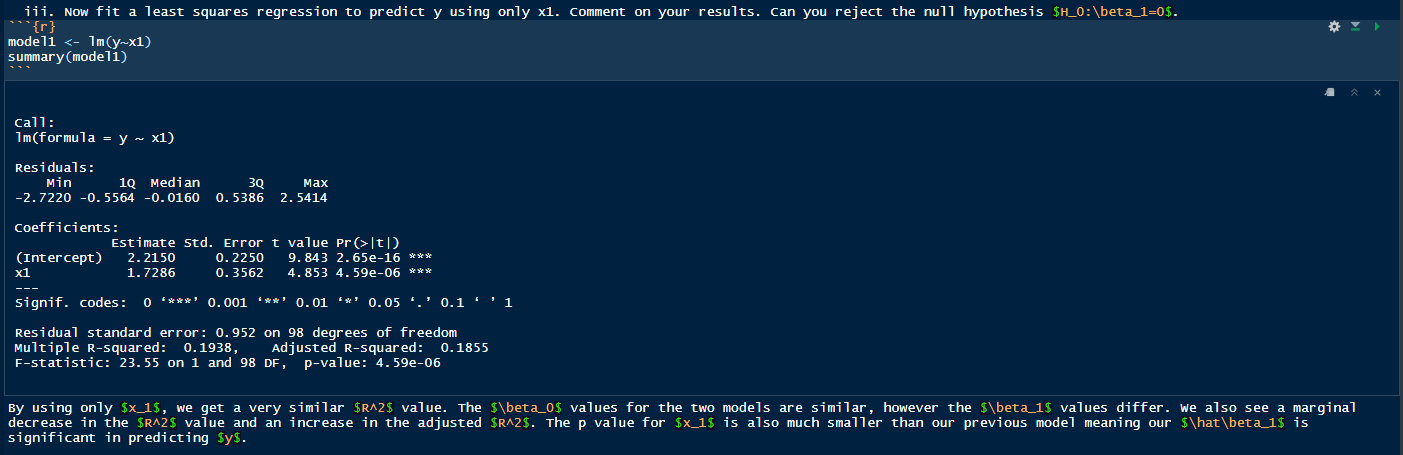 iii. Now fit a least squares regression to predict y using only x1. Comment on your results. Can you reject the null hypothesis $H_0:\beta_1=0$.
```{r}
model1 <- lm(y~x1)
summary(model1)
```
Call:
lm(formula = y ~ x1)
Residuals:
    Min      1Q  Median      3Q     Max
-2.7220 -0.5564 -0.0160  0.5386  2.5414
Coefficients:
            Estimate Std. Error t value Pr(>|t|)
(Intercept)   2.2150     0.2250   9.843 2.65e-16 ***
x1            1.7286     0.3562   4.853 4.59e-06 ***
---
Signif. codes:  0 ‘***’ 0.001 ‘**’ 0.01 ‘*’ 0.05 ‘.’ 0.1 ‘ ’ 1
Residual standard error: 0.952 on 98 degrees of freedom
Multiple R-squared:  0.1938,    Adjusted R-squared:  0.1855
F-statistic: 23.55 on 1 and 98 DF,  p-value: 4.59e-06
By using only $x_1$, we get a very similar $R^2$ value. The $\beta_0$ values for the two models are similar, however the $\beta_1$ values differ. We also see a marginal
decrease in the $R^2$ value and an increase in the adjusted $R^2$. The p value for $x_1$ is also much smaller than our previous model meaning our $\hat\beta_1$ is
significant in predicting $y$.